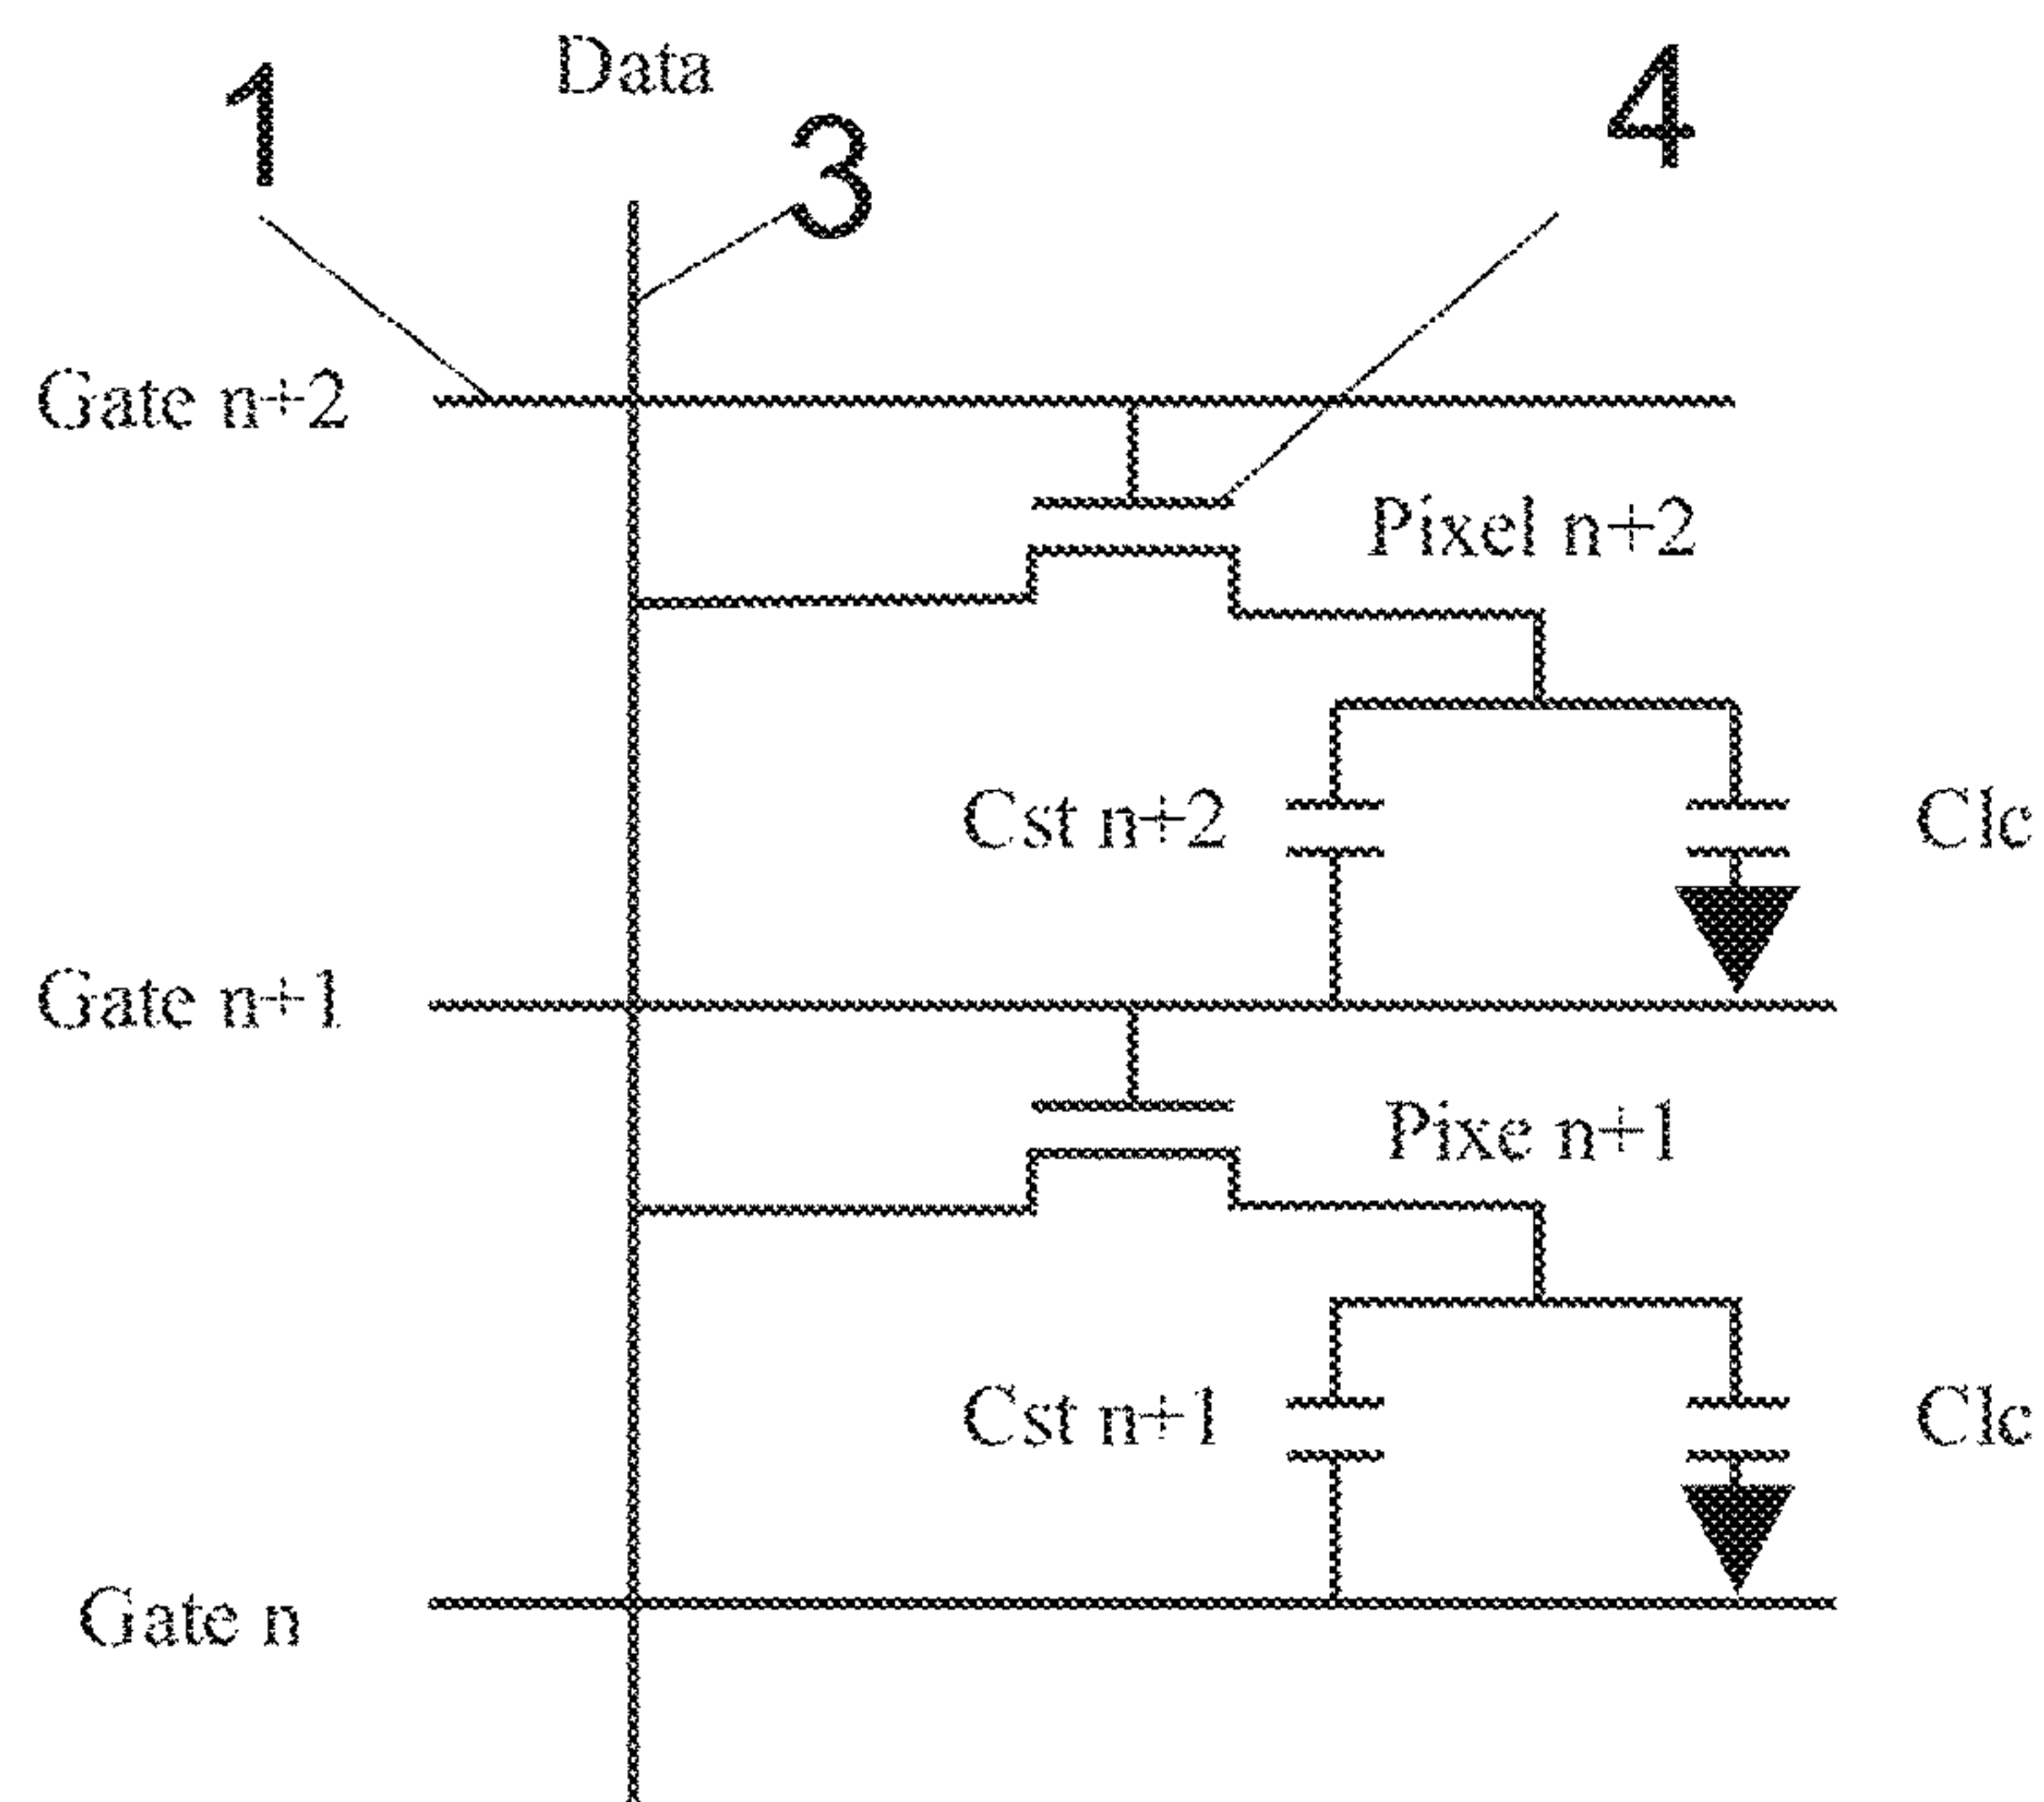 Data
1
3
4
Gate n+2
Pixel n+2
Cst n+2
Clc
Gate n+1
Pixe n+1
Cst n+1
Clc
Gate n